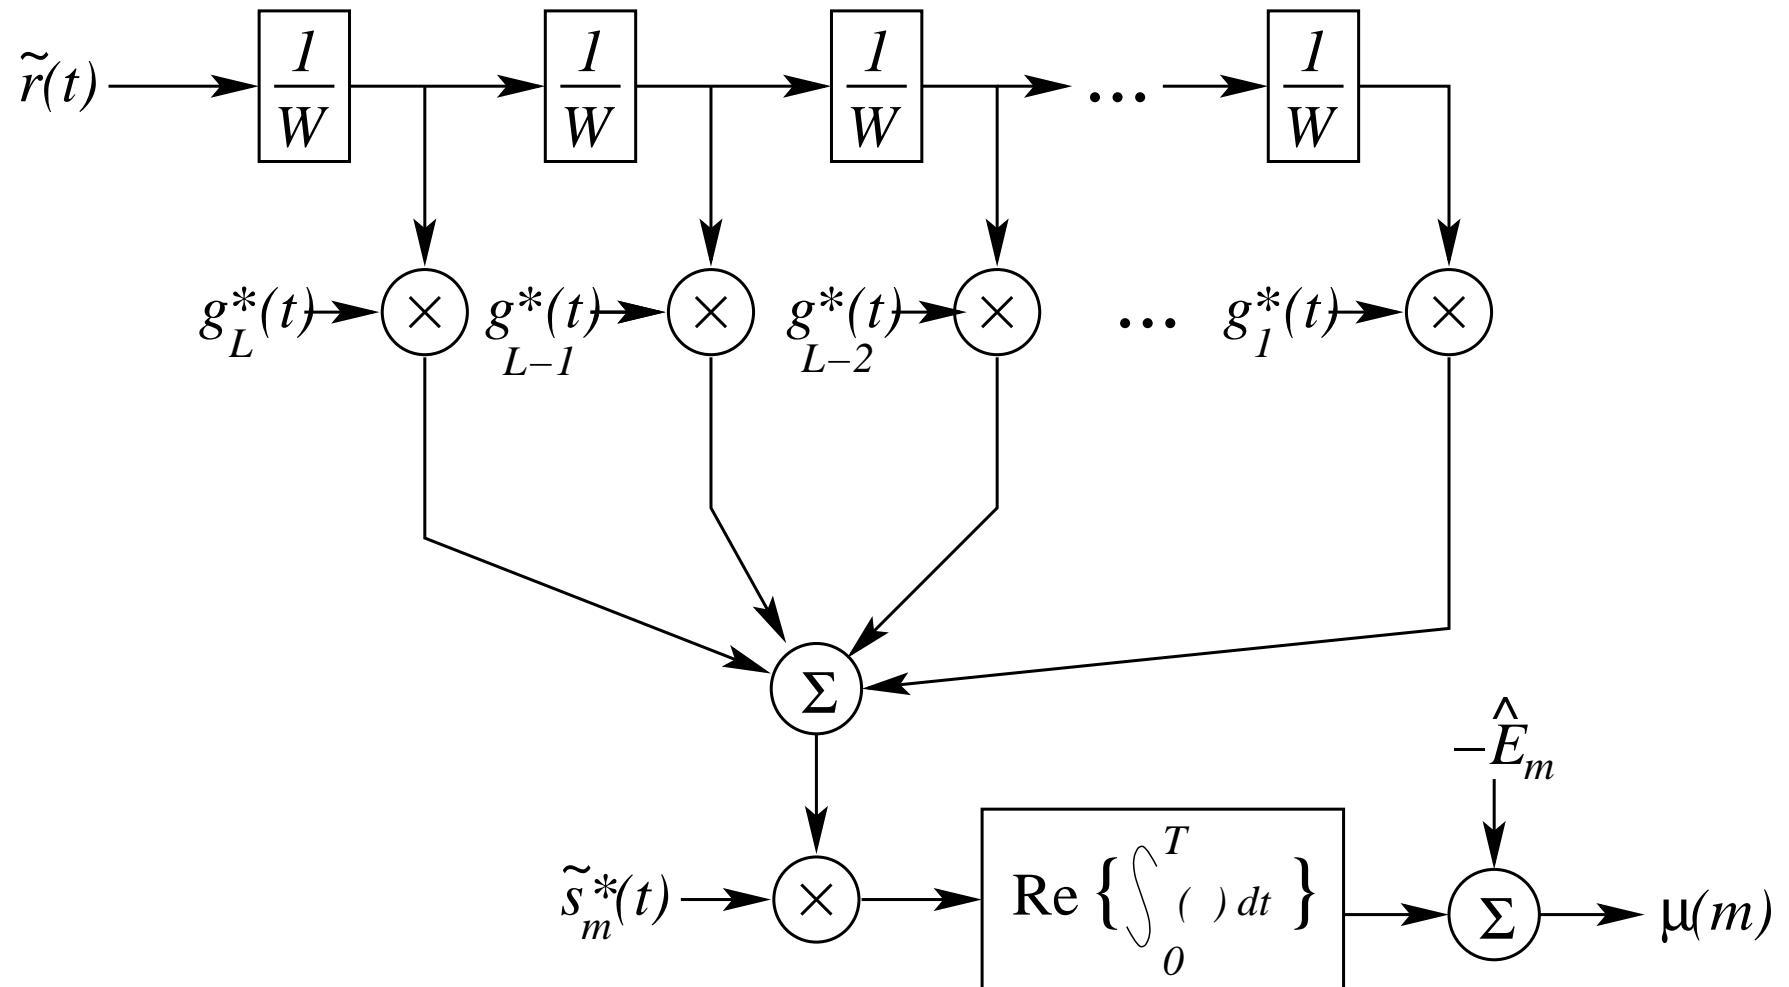 r̃(t) 1/W 1/W 1/W ... 1/W
g*_L(t) × g*_{L−1}(t) × g*_{L−2}(t) × ... g*_1(t) ×
Σ
−Ê_m
s̃*_m(t) × Re { ∫_0^T ( ) dt } Σ μ(m)